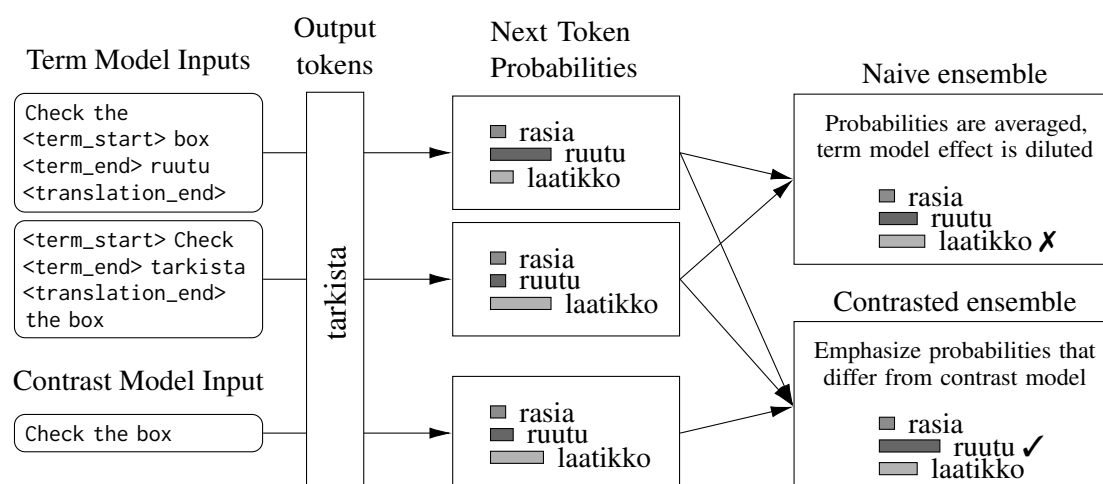 Term Model Inputs
Check the
<term_start> box
<term_end> ruutu
<translation_end>
<term_start> Check
<term_end> tarkista
<translation_end>
the box
Contrast Model Input
Check the box
Output
tokens
tarkista
Next Token
Probabilities
rasia
ruutu
laatikko
rasia
ruutu
laatikko
rasia
ruutu
laatikko
Naive ensemble
Probabilities are averaged,
term model effect is diluted
rasia
ruutu
laatikko ✗
Contrasted ensemble
Emphasize probabilities that
differ from contrast model
rasia
ruutu ✓
laatikko